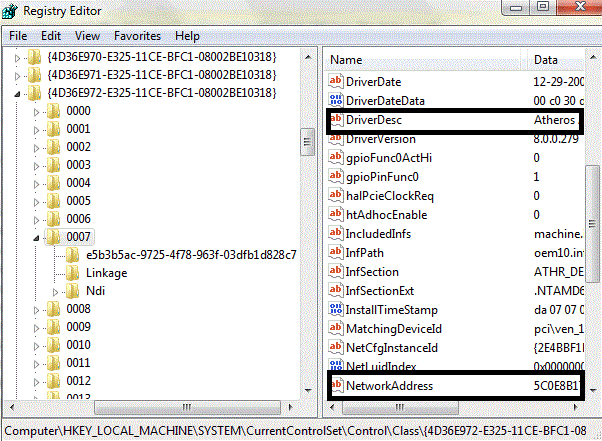 Registry Editor
File Edit View Favorites Help
{4D36E970-E325-11CE-BFC1-08002BE10318}
{4D36E971-E325-11CE-BFC1-08002BE10318}
{4D36E972-E325-11CE-BFC1-08002BE10318}
0000
0001
0002
0003
0004
0005
0006
0007
e5b3b5ac-9725-4f78-963f-03dfb1d828c7
Linkage
Ndi
0008
0009
0010
0011
0012
Name Data
DriverDate 12-29-200
DriverDateData 00 c0 30 d
DriverDesc Atheros
DriverVersion 8.0.0.279
gpioFunc0ActHi 0
gpioPinFunc0 1
halPcieClockReq 0
htAdhocEnable 0
IncludedInfs machine.
InfPath oem10.in
InfSection ATHR_DE
InfSectionExt .NTAMD6
InstallTimeStamp da 07 07 0
MatchingDeviceId pci\ven_1
NetCfgInstanceId {2E4BBF1
NetLuidIndex 0x0000000
NetworkAddress 5C0E8B17
Computer\HKEY_LOCAL_MACHINE\SYSTEM\CurrentControlSet\Control\Class\{4D36E972-E325-11CE-BFC1-08